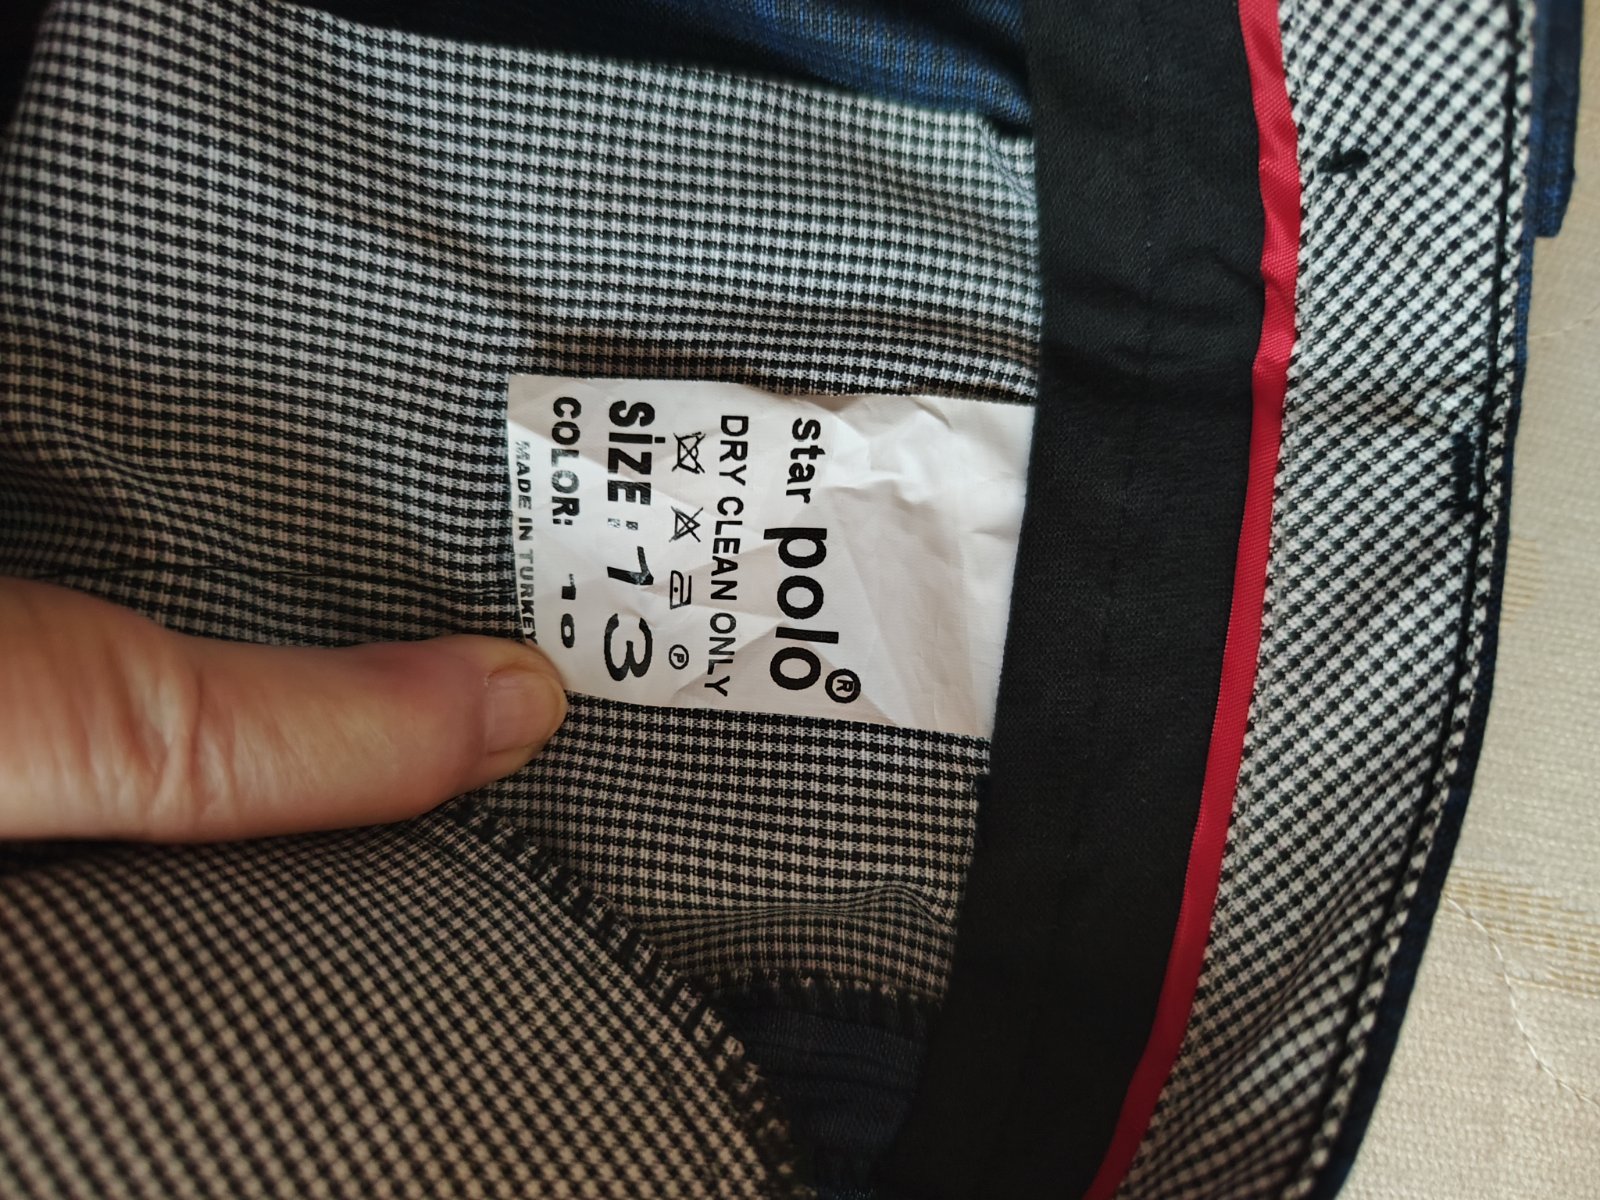 star polo®
DRY CLEAN ONLY
P
SİZE : 13
COLOR: 10
MADE IN TURKEY